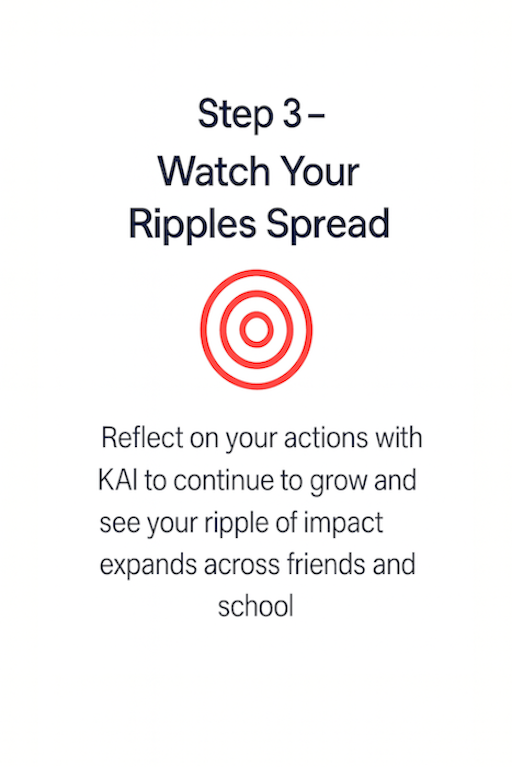 Step 3 –
Watch Your
Ripples Spread
Reflect on your actions with
KAI to continue to grow and
see your ripple of impact
expands across friends and
school